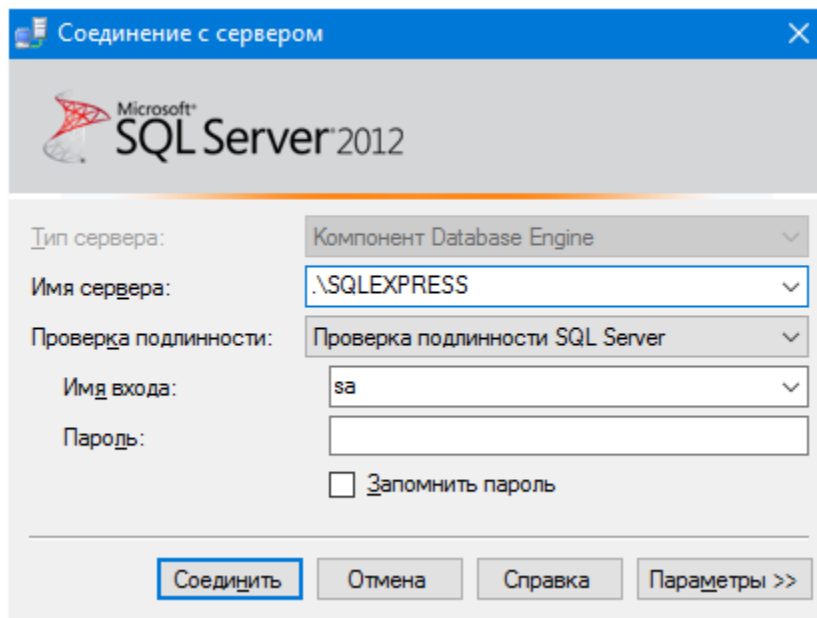 Соединение с сервером
Microsoft®
SQL Server® 2012
Тип сервера: Компонент Database Engine
Имя сервера: .\SQLEXPRESS
Проверка подлинности: Проверка подлинности SQL Server
Имя входа: sa
Пароль:
Запомнить пароль
Соединить Отмена Справка Параметры >>